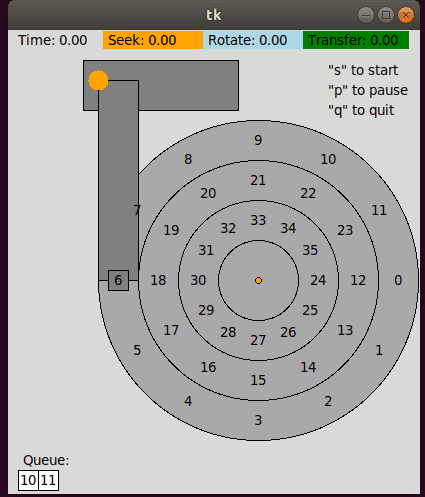 tk
Time: 0.00 Seek: 0.00 Rotate: 0.00 Transfer: 0.00
"s" to start
"p" to pause
"q" to quit
9
8 10
21
20 22
7 11
33
32 34
19 23
31 35
6 18 30 24 12 0
29 25
17 13
28 26
27
5 1
16 14
15
4 2
3
Queue:
10 11